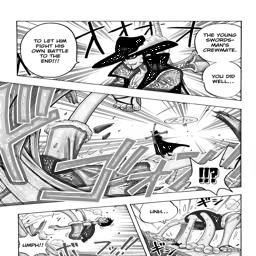 THE YOUNG
SWORDS-
MAN'S
CREWMATE.
YOU DID
WELL...
TO LET HIM
FIGHT HIS
OWN BATTLE
TO
THE END!!!
!!?
UNH...
UMPH!!